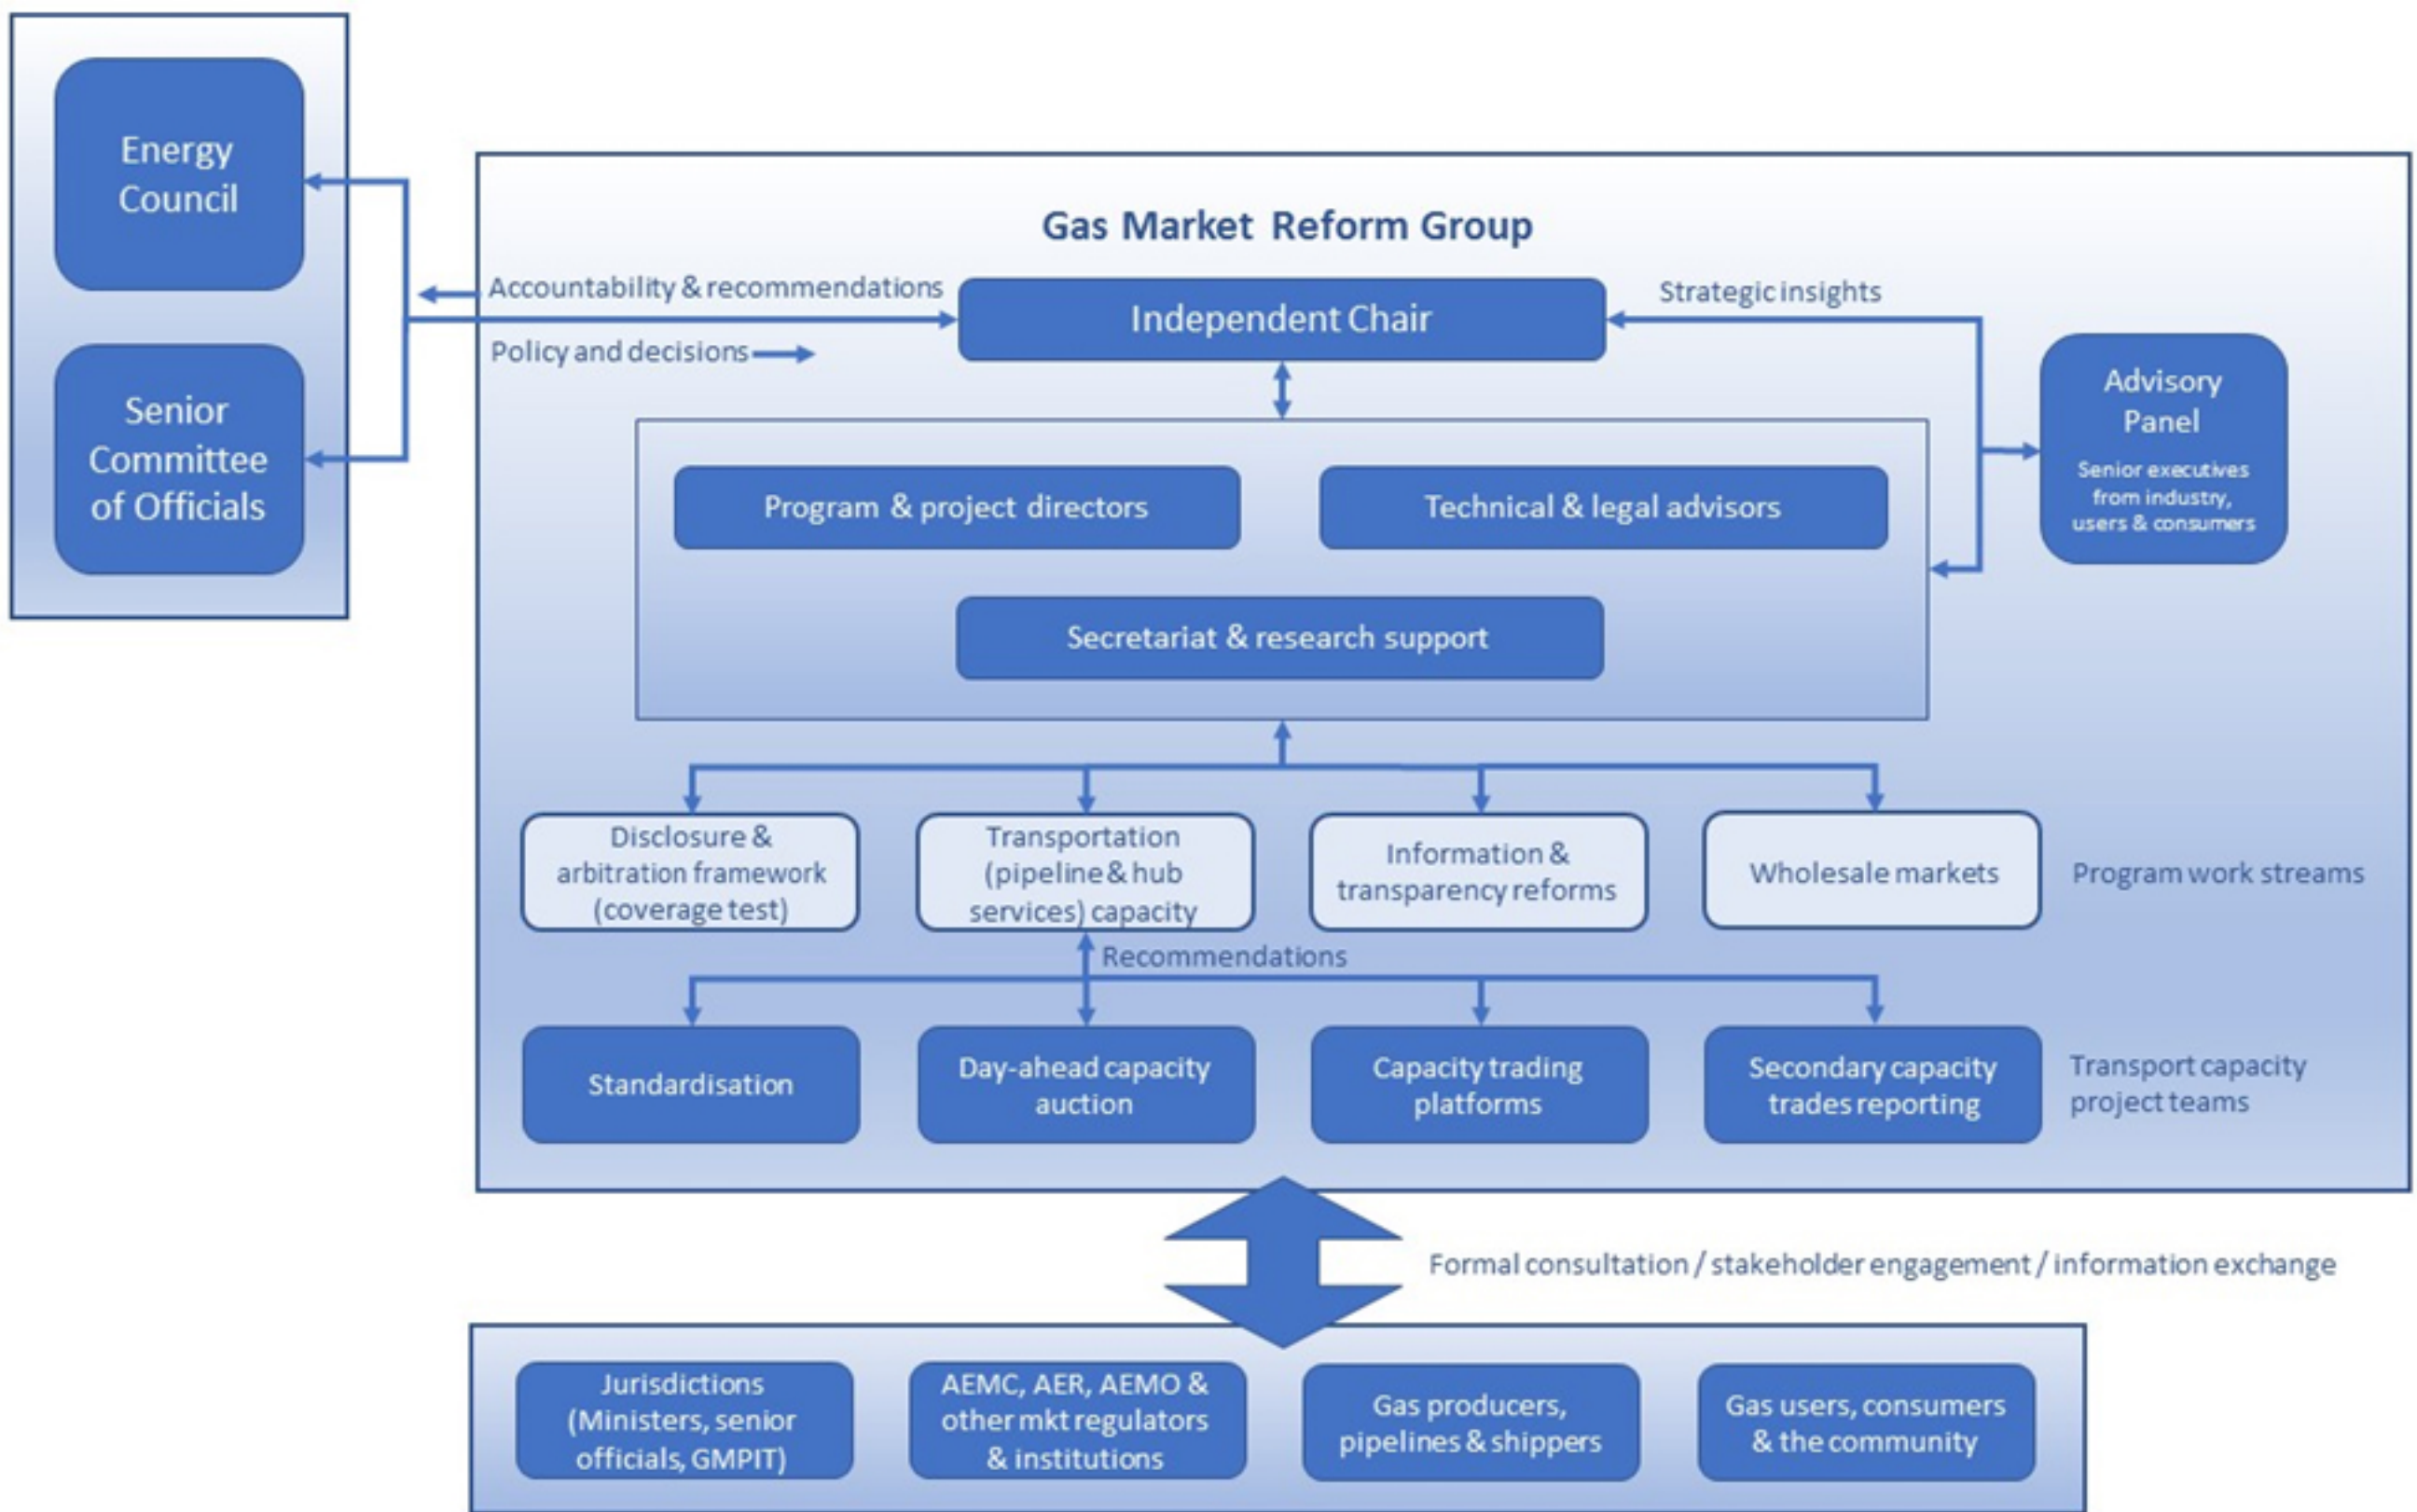 Energy
Council
Senior
Committee
of Officials
Gas Market Reform Group
Accountability & recommendations
Policy and decisions
Independent Chair
Strategic insights
Advisory
Panel
Senior executives
from industry,
users & consumers
Program & project directors
Technical & legal advisors
Secretariat & research support
Disclosure &
arbitration framework
(coverage test)
Transportation
(pipeline & hub
services) capacity
Information &
transparency reforms
Wholesale markets
Program work streams
Recommendations
Standardisation
Day-ahead capacity
auction
Capacity trading
platforms
Secondary capacity
trades reporting
Transport capacity
project teams
Formal consultation / stakeholder engagement / information exchange
Jurisdictions
(Ministers, senior
officials, GMPIT)
AEMC, AER, AEMO &
other mkt regulators
& institutions
Gas producers,
pipelines & shippers
Gas users, consumers
& the community